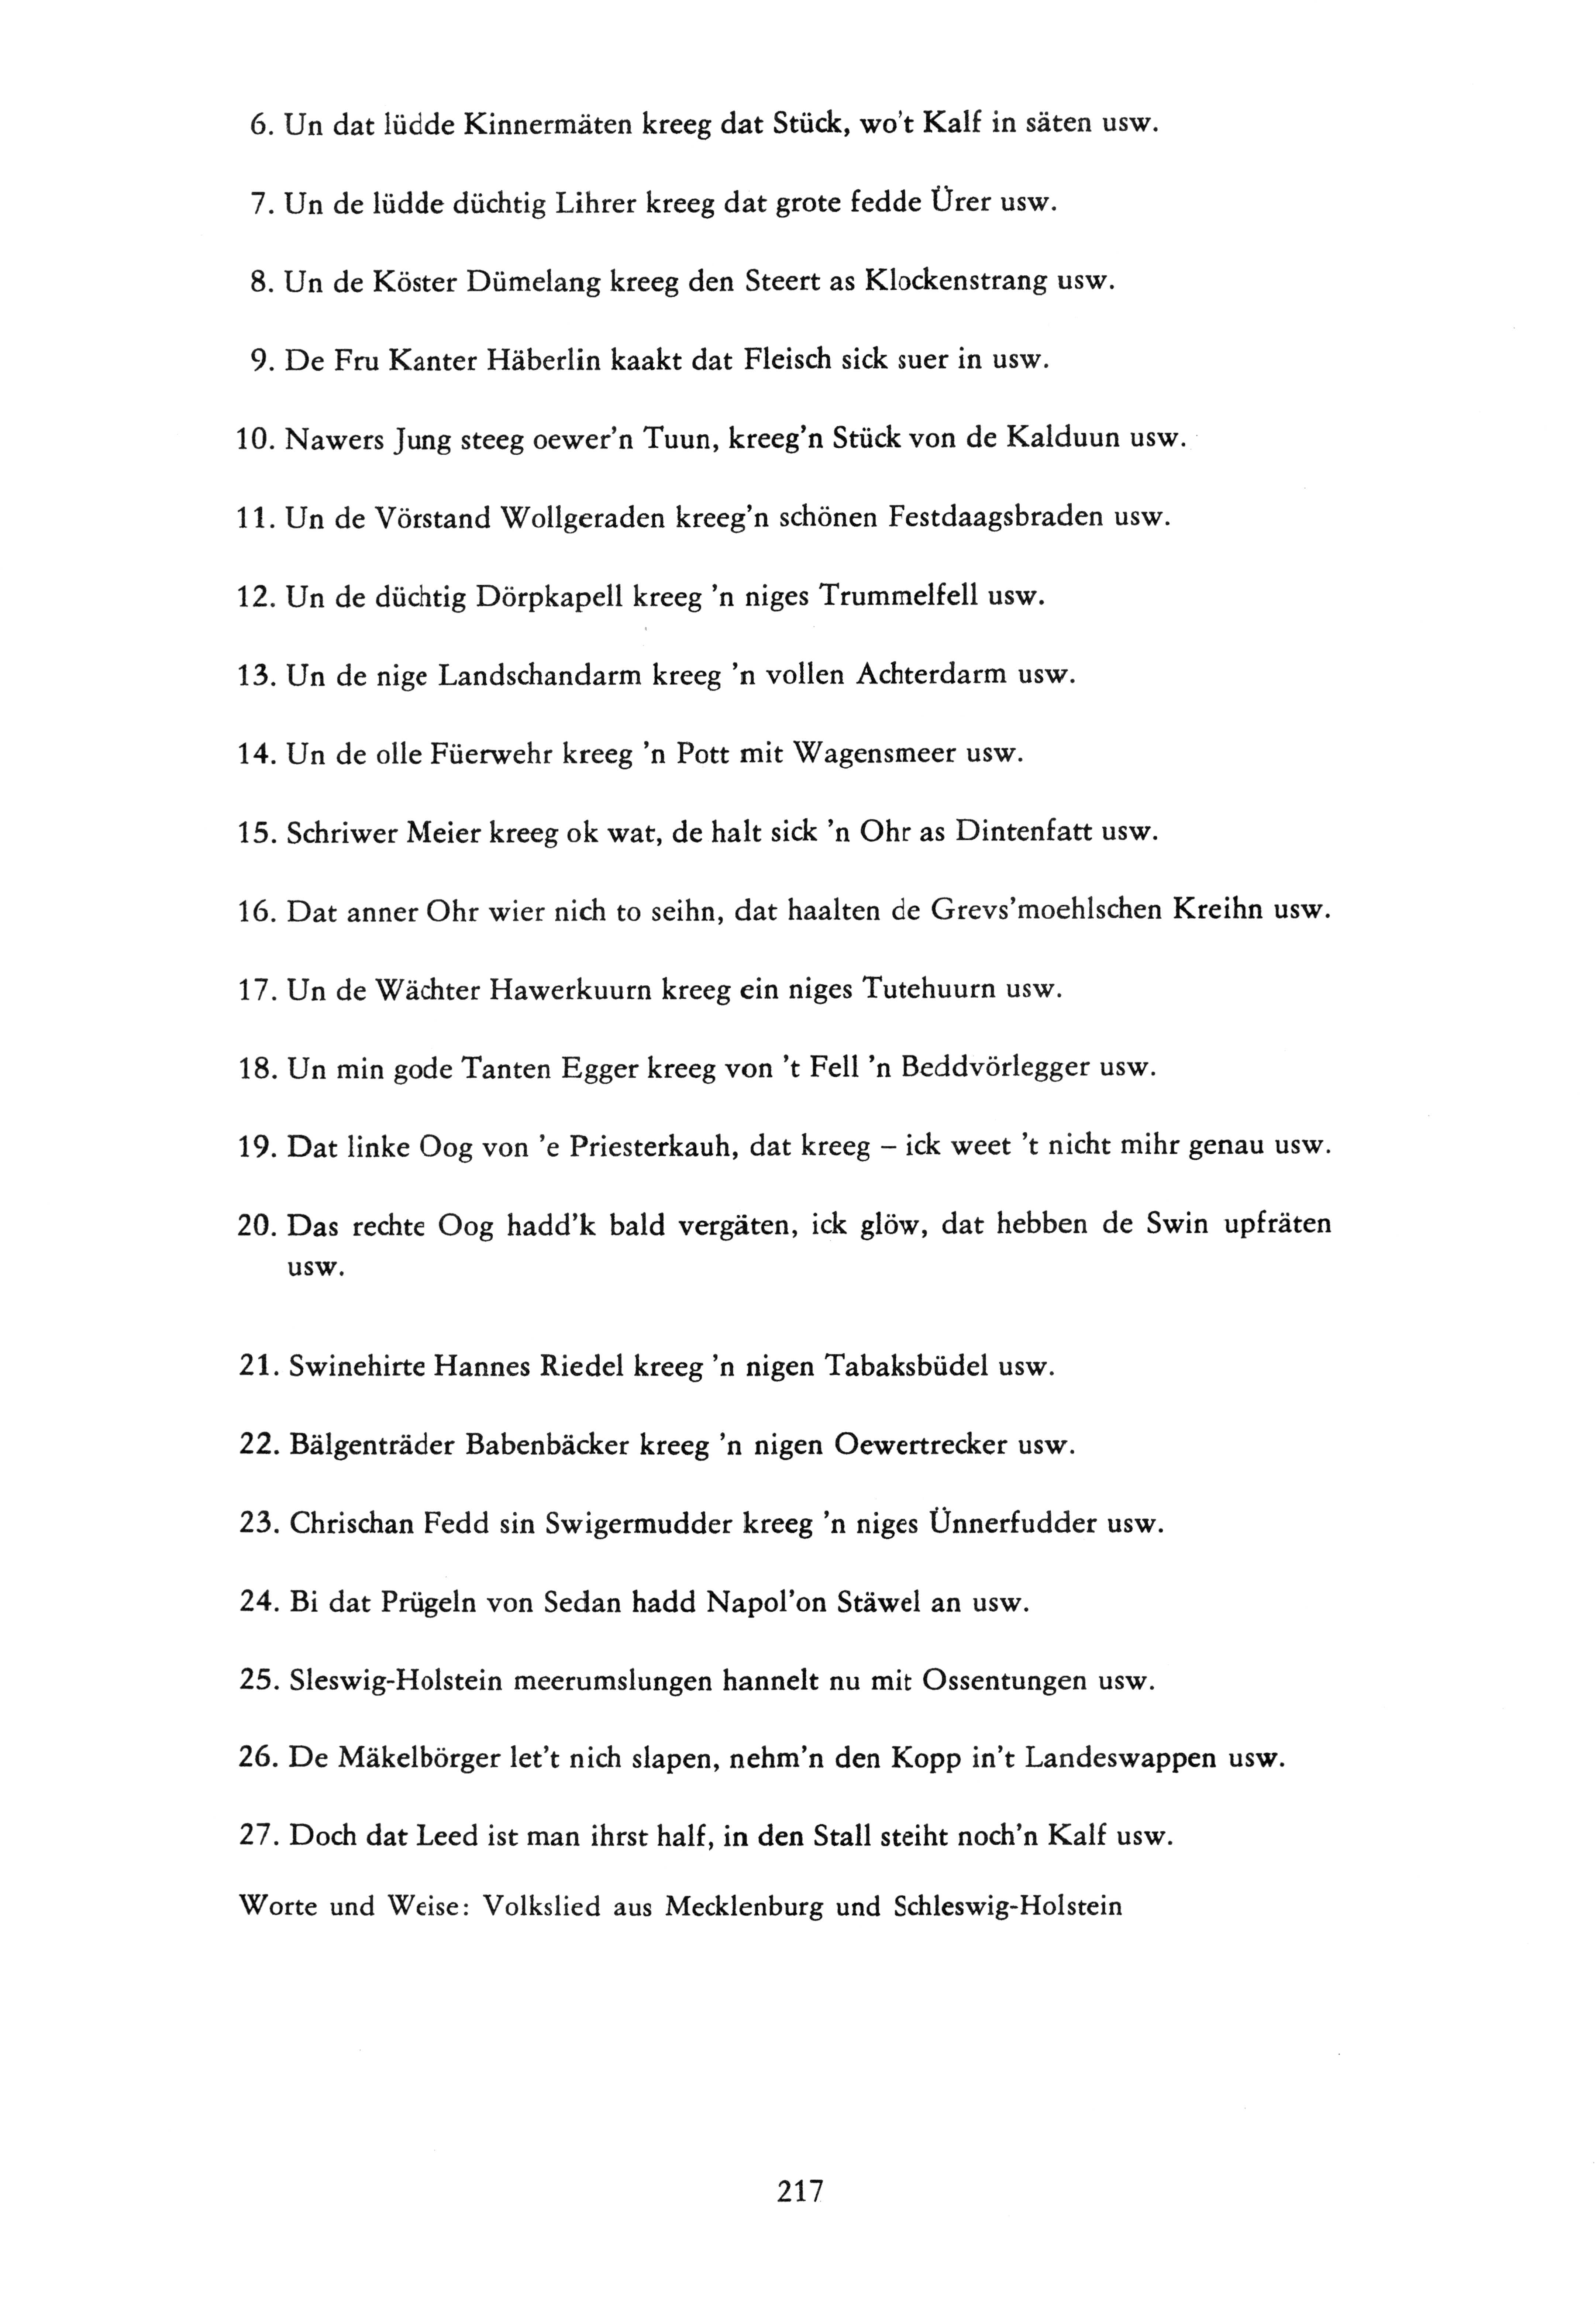 6. Un dat lüdde Kinnermäten kreeg dat Stück, wo't Kalf in säten usw.
7. Un de lüdde düchtig Lihrer kreeg dat grote fedde Ürer usw.
8. Un de Köster Dümelang kreeg den Steert as Klockenstrang usw.
9. De Fru Kanter Häberlin kaakt dat Fleisch sick suer in usw.
10. Nawers Jung steeg oewer'n Tuun, kreeg'n Stück von de Kalduun usw.
11. Un de Vörstand Wollgeraden kreeg'n schönen Festdaagsbraden usw.
12. Un de düchtig Dörpkapell kreeg 'n niges Trummelfell usw.
13. Un de nige Landschandarm kreeg 'n vollen Achterdarm usw.
14. Un de olle Füerwehr kreeg 'n Pott mit Wagensmeer usw.
15. Schriwer Meier kreeg ok wat, de halt sick 'n Ohr as Dintenfatt usw.
16. Dat anner Ohr wier nich to seihn, dat haalten de Grevs'moehlschen Kreihn usw.
17. Un de Wächter Hawerkuurn kreeg ein niges Tutehuurn usw.
18. Un min gode Tanten Egger kreeg von 't Fell 'n Beddvörlegger usw.
19. Dat linke Oog von 'e Priesterkauh, dat kreeg – ick weet 't nicht mihr genau usw.
20. Das rechte Oog hadd'k bald vergäten, ick glöw, dat hebben de Swin upfräten
usw.
21. Swinehirte Hannes Riedel kreeg 'n nigen Tabaksbüdel usw.
22. Bälgenträder Babenbäcker kreeg 'n nigen Oewertrecker usw.
23. Chrischan Fedd sin Swigermudder kreeg 'n niges Ünnerfudder usw.
24. Bi dat Prügeln von Sedan hadd Napol'on Stäwel an usw.
25. Sleswig-Holstein meerumslungen hannelt nu mit Ossentungen usw.
26. De Mäkelbörger let't nich slapen, nehm'n den Kopp in't Landeswappen usw.
27. Doch dat Leed ist man ihrst half, in den Stall steiht noch'n Kalf usw.
Worte und Weise: Volkslied aus Mecklenburg und Schleswig-Holstein
217